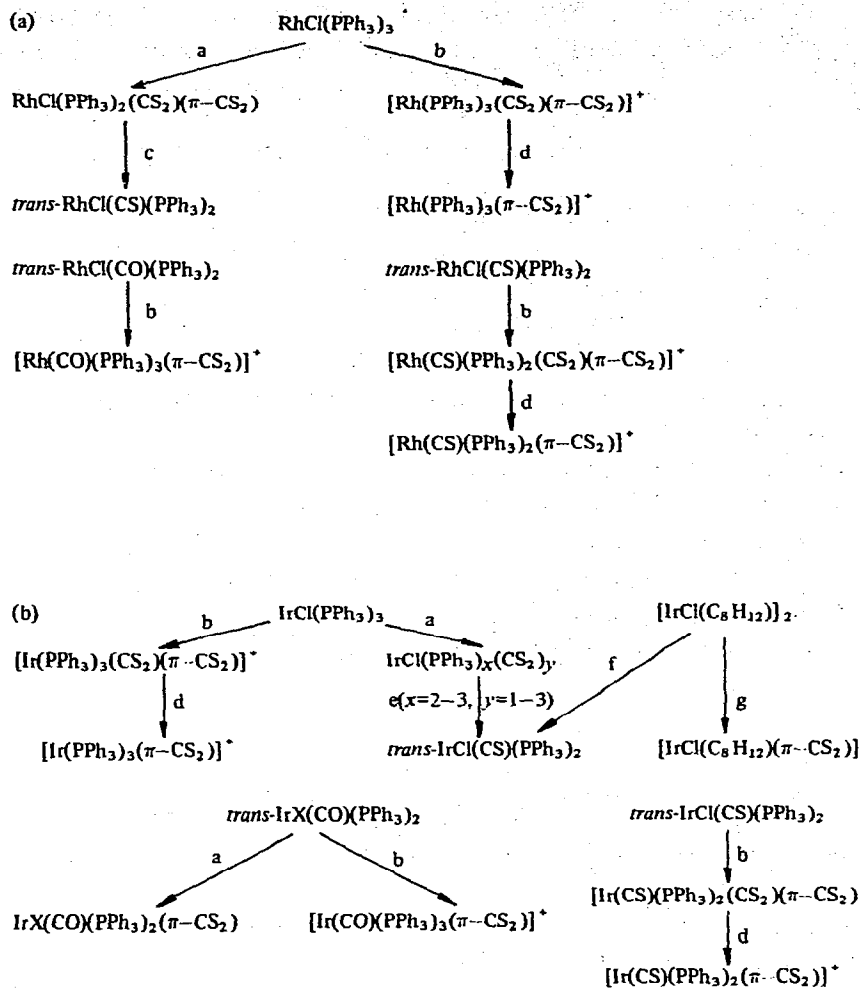 (a) RhCl(PPh₃)₃
a b
RhCl(PPh₃)₂(CS₂)(π−CS₂) [Rh(PPh₃)₃(CS₂)(π--CS₂)]⁺
c d
trans-RhCl(CS)(PPh₃)₂ [Rh(PPh₃)₃(π--CS₂)]⁺
trans-RhCl(CO)(PPh₃)₂ trans-RhCl(CS)(PPh₃)₂
b b
[Rh(CO)(PPh₃)₃(π−CS₂)]⁺ [Rh(CS)(PPh₃)₂(CS₂)(π−CS₂)]⁺
d
[Rh(CS)(PPh₃)₂(π−CS₂)]⁺
(b) IrCl(PPh₃)₃ [IrCl(C₈H₁₂)]₂
b a
[Ir(PPh₃)₃(CS₂)(π--CS₂)]⁺ IrCl(PPh₃)x(CS₂)y f
d e(x=2−3, y=1−3) g
[Ir(PPh₃)₃(π−CS₂)]⁺ trans-IrCl(CS)(PPh₃)₂ [IrCl(C₈H₁₂)(π--CS₂)]
trans-IrX(CO)(PPh₃)₂ trans-IrCl(CS)(PPh₃)₂
a b b
IrX(CO)(PPh₃)₂(π−CS₂) [Ir(CO)(PPh₃)₃(π−CS₂)]⁺ [Ir(CS)(PPh₃)₂(CS₂)(π--CS₂)
d
[Ir(CS)(PPh₃)₂(π--CS₂)]⁺